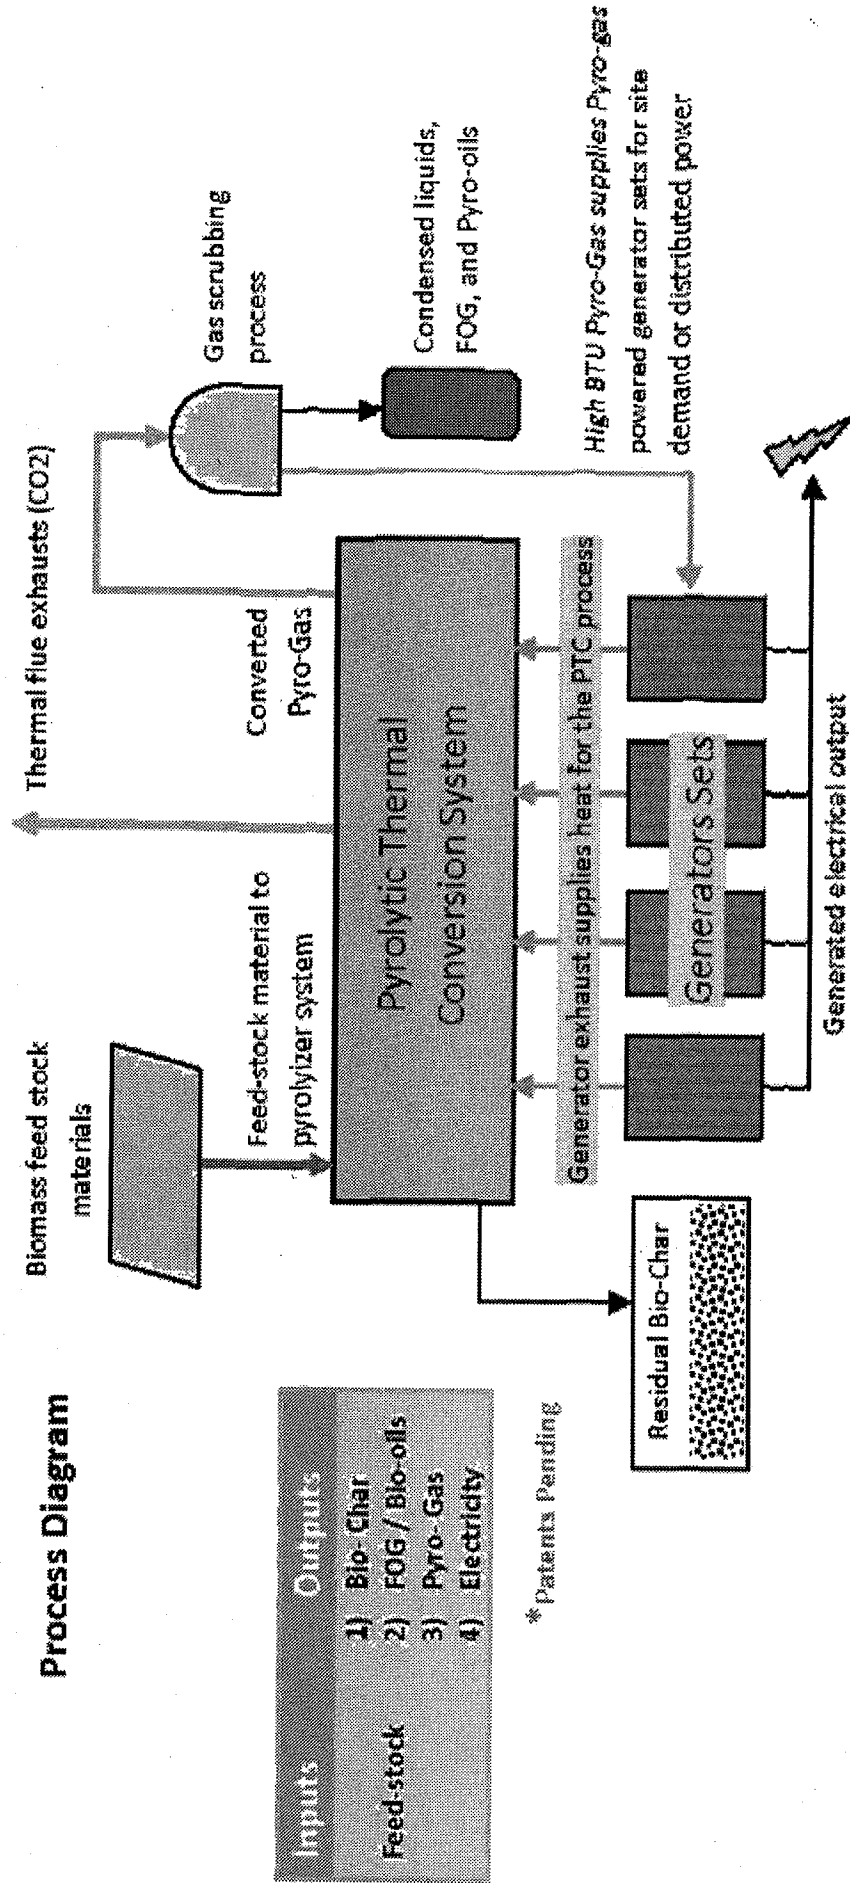 Process Diagram
Inputs Outputs
Feed-stock
1) Bio-Char
2) FOG / Bio-oils
3) Pyro-Gas
4) Electricity
*Patents Pending
Biomass feed stock
materials
Feed-stock material to
pyrolyizer system
Thermal flue exhausts (CO2)
Converted
Pyro-Gas
Gas scrubbing
process
Condensed liquids,
FOG, and Pyro-oils
Pyrolytic Thermal
Conversion System
High BTU Pyro-Gas supplies Pyro-gas
powered generator sets for site
demand or distributed power
Generator exhaust supplies heat for the PTC process
Generators Sets
Residual Bio-Char
Generated electrical output